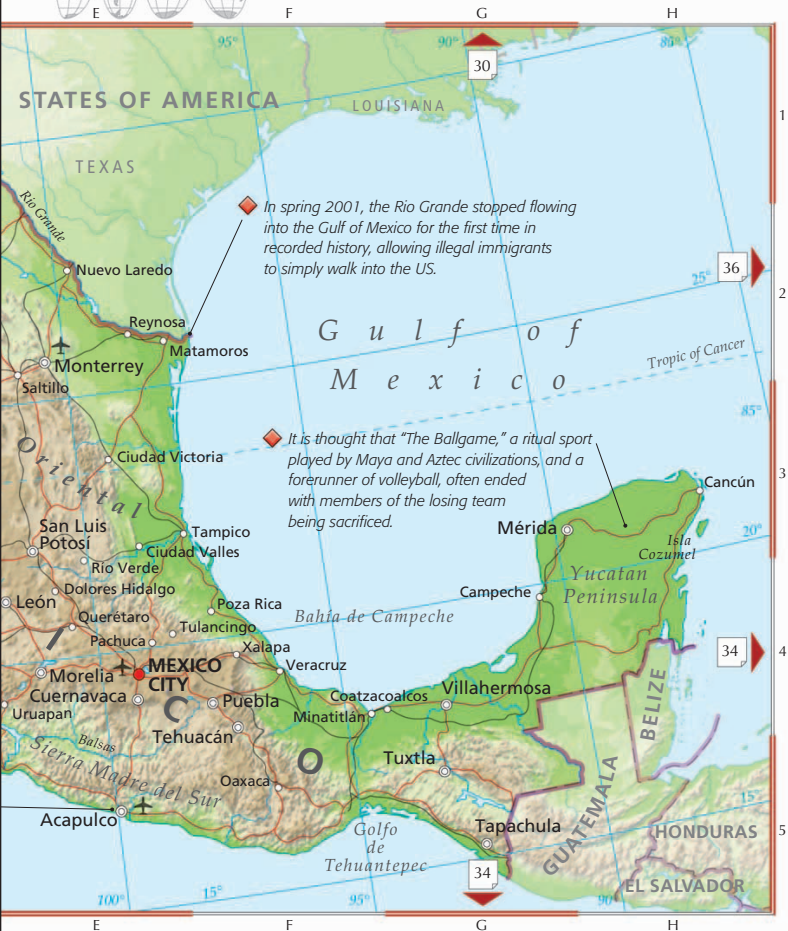 E F G H
95°
90°
85°
30
STATES OF AMERICA
LOUISIANA
1
TEXAS
Rio Grande
In spring 2001, the Rio Grande stopped flowing
into the Gulf of Mexico for the first time in
recorded history, allowing illegal immigrants
to simply walk into the US.
36
25°
2
Nuevo Laredo
Reynosa
Matamoros
Gulf of
Mexico
Tropic of Cancer
Monterrey
Saltillo
85°
It is thought that “The Ballgame,” a ritual sport
played by Maya and Aztec civilizations, and a
forerunner of volleyball, often ended
with members of the losing team
being sacrificed.
Oriental
Ciudad Victoria
3
Cancún
Mérida
20°
San Luis
Potosí
Tampico
Ciudad Valles
Isla
Cozumel
Rio Verde
Yucatan
Peninsula
Dolores Hidalgo
León
Campeche
Poza Rica
Bahía de Campeche
Querétaro
Tulancingo
Pachuca
I
Xalapa
34
4
Morelia
MEXICO
CITY
Veracruz
Cuernavaca
Puebla
Coatzacoalcos
Villahermosa
Uruapan
C
Minatitlán
BELIZE
Tehuacán
Balsas
Sierra Madre del Sur
O
Tuxtla
Oaxaca
GUATEMALA
15°
Acapulco
Golfo
de
Tehuantepec
Tapachula
HONDURAS
5
34
EL SALVADOR
100°
15°
95°
90°
E F G H